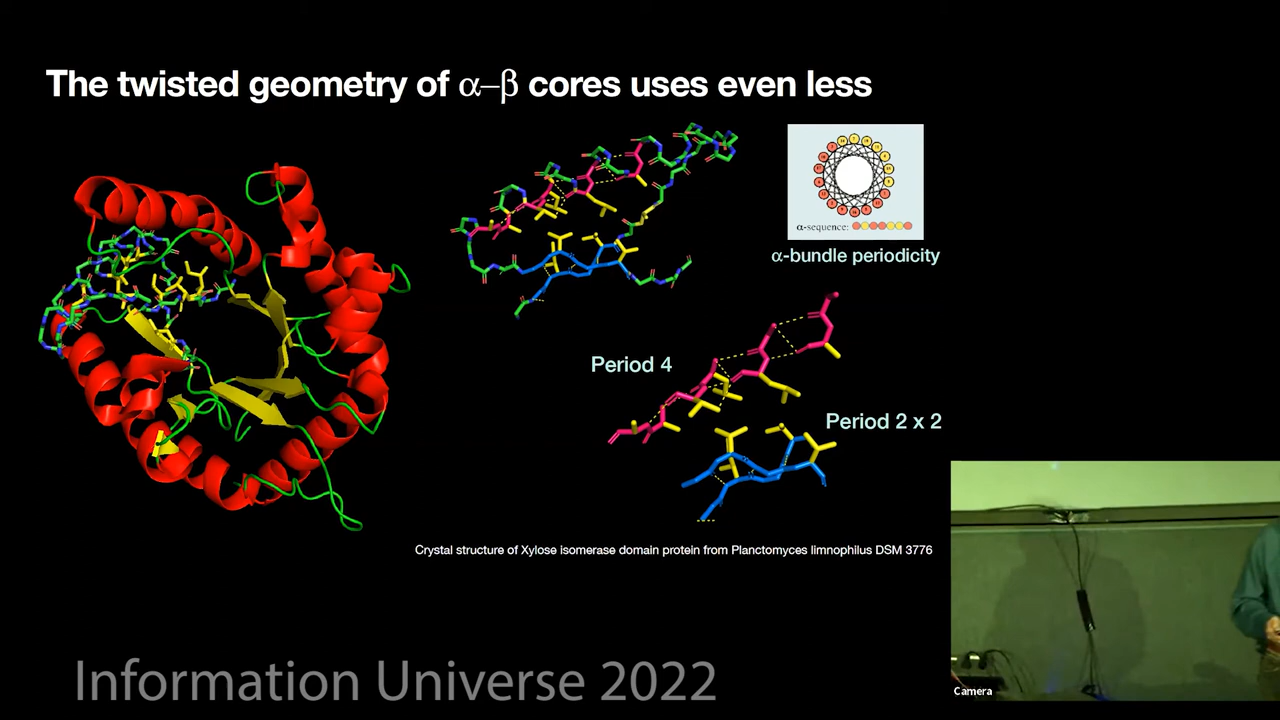 The twisted geometry of α–β cores uses even less
α-sequence:
α-bundle periodicity
Period 4
Period 2 x 2
Crystal structure of Xylose isomerase domain protein from Planctomyces limnophilus DSM 3776
Information Universe 2022
Camera